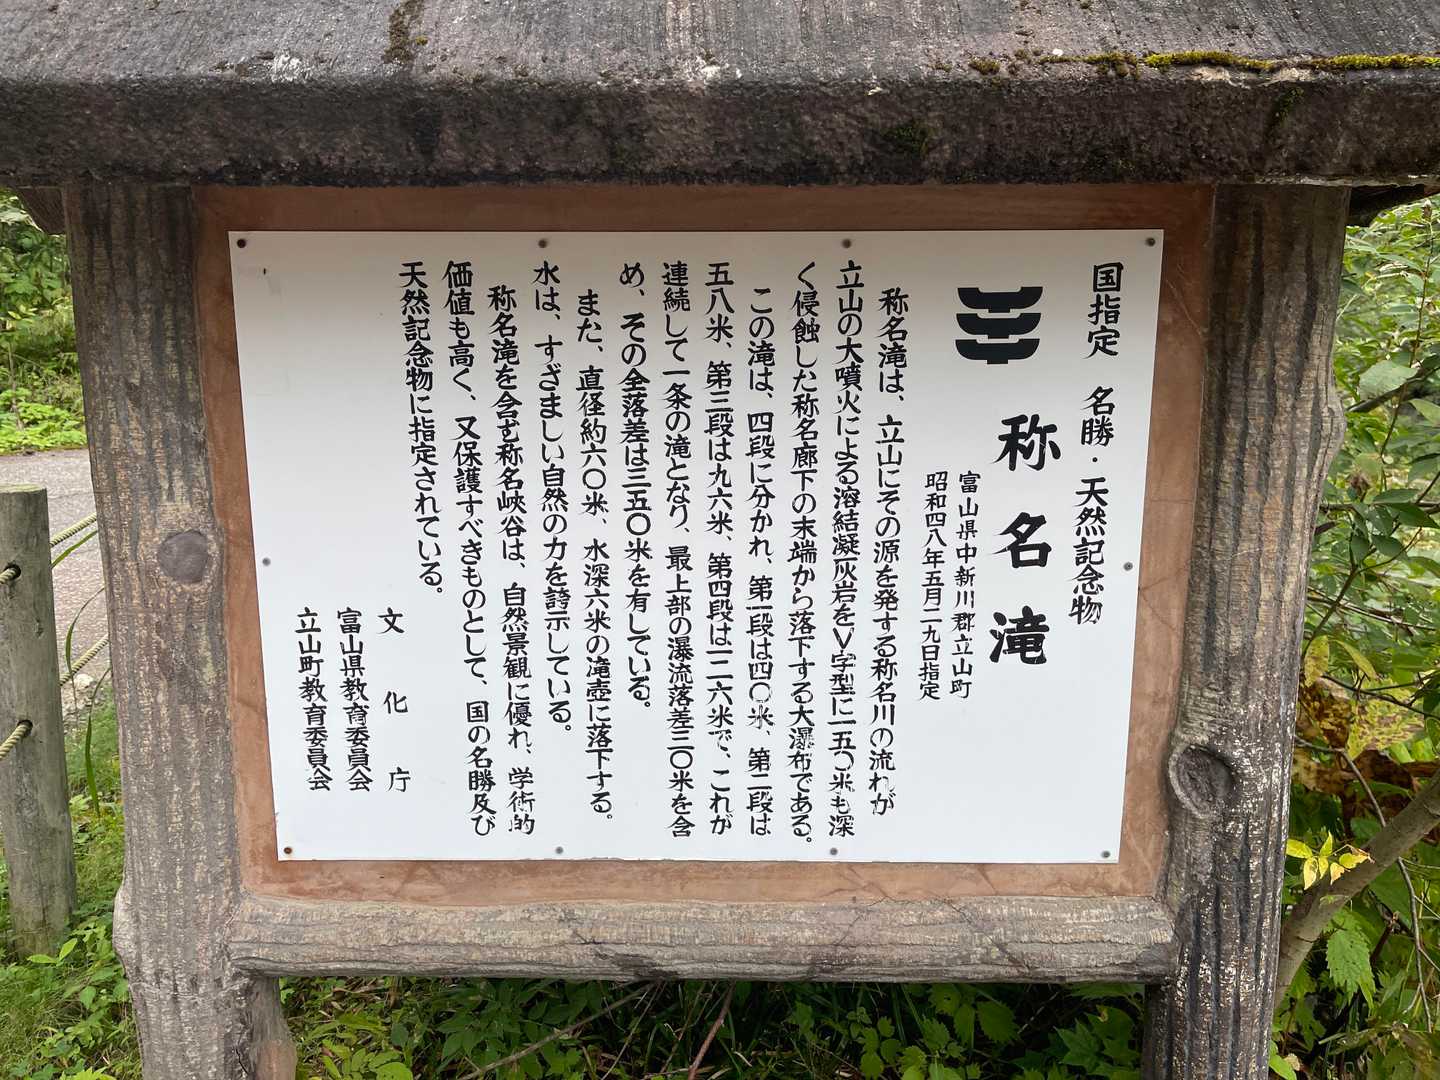 国指定　名勝・天然記念物
称名滝
富山県中新川郡立山町
昭和四八年五月二九日指定
称名滝は、立山にその源を発する称名川の流れが
立山の大噴火による溶結凝灰岩をV字型に一五〇米も深
く侵蝕した称名廊下の末端から落下する大瀑布である。
この滝は、四段に分かれ、第一段は四〇米、第二段は
五八米、第三段は九六米、第四段は一二六米で、これが
連続して一条の滝となり、最上部の瀑流落差三〇米を含
め、その全落差は三五〇米を有している。
また、直径約六〇米、水深六米の滝壺に落下する。
水は、すざましい自然の力を誇示している。
称名滝を含む称名峡谷は、自然景観に優れ、学術的
価値も高く、又保護すべきものとして、国の名勝及び
天然記念物に指定されている。
文化庁
富山県教育委員会
立山町教育委員会